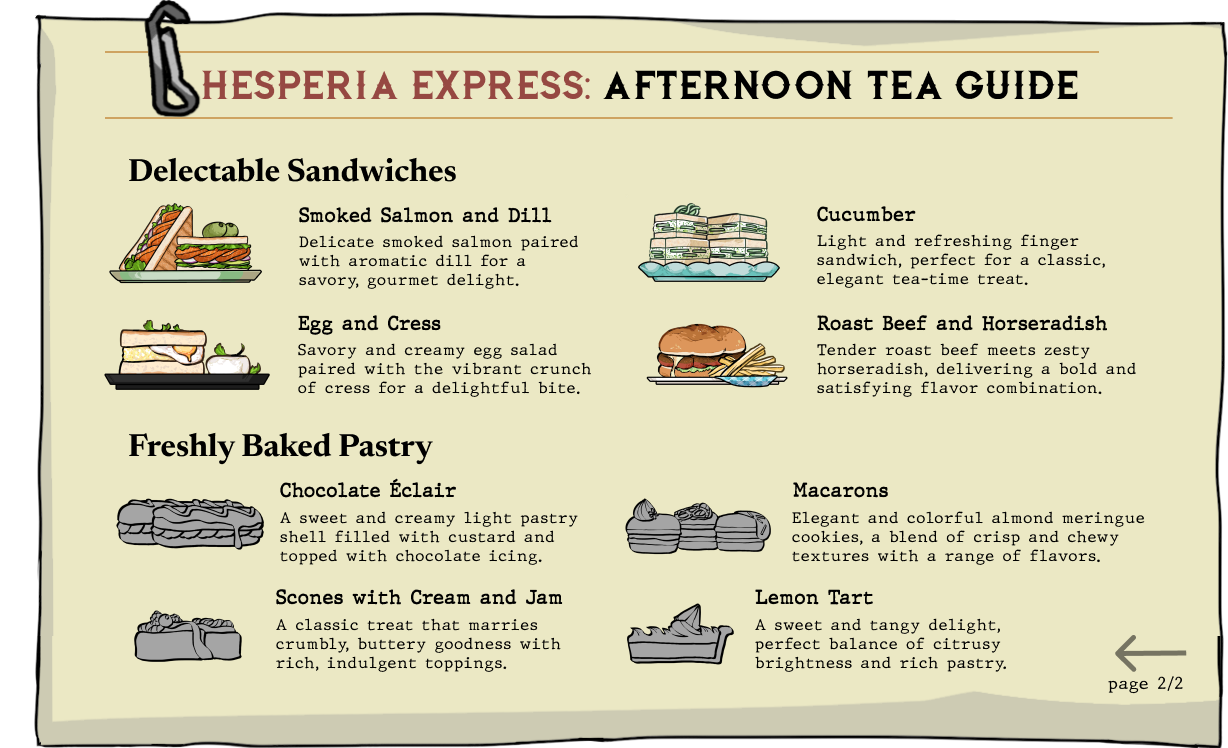 HESPERIA EXPRESS: AFTERNOON TEA GUIDE
Delectable Sandwiches
Smoked Salmon and Dill
Delicate smoked salmon paired
with aromatic dill for a
savory, gourmet delight.
Cucumber
Light and refreshing finger
sandwich, perfect for a classic,
elegant tea-time treat.
Egg and Cress
Savory and creamy egg salad
paired with the vibrant crunch
of cress for a delightful bite.
Roast Beef and Horseradish
Tender roast beef meets zesty
horseradish, delivering a bold and
satisfying flavor combination.
Freshly Baked Pastry
Chocolate Éclair
A sweet and creamy light pastry
shell filled with custard and
topped with chocolate icing.
Macarons
Elegant and colorful almond meringue
cookies, a blend of crisp and chewy
textures with a range of flavors.
Scones with Cream and Jam
A classic treat that marries
crumbly, buttery goodness with
rich, indulgent toppings.
Lemon Tart
A sweet and tangy delight,
perfect balance of citrusy
brightness and rich pastry.
page 2/2